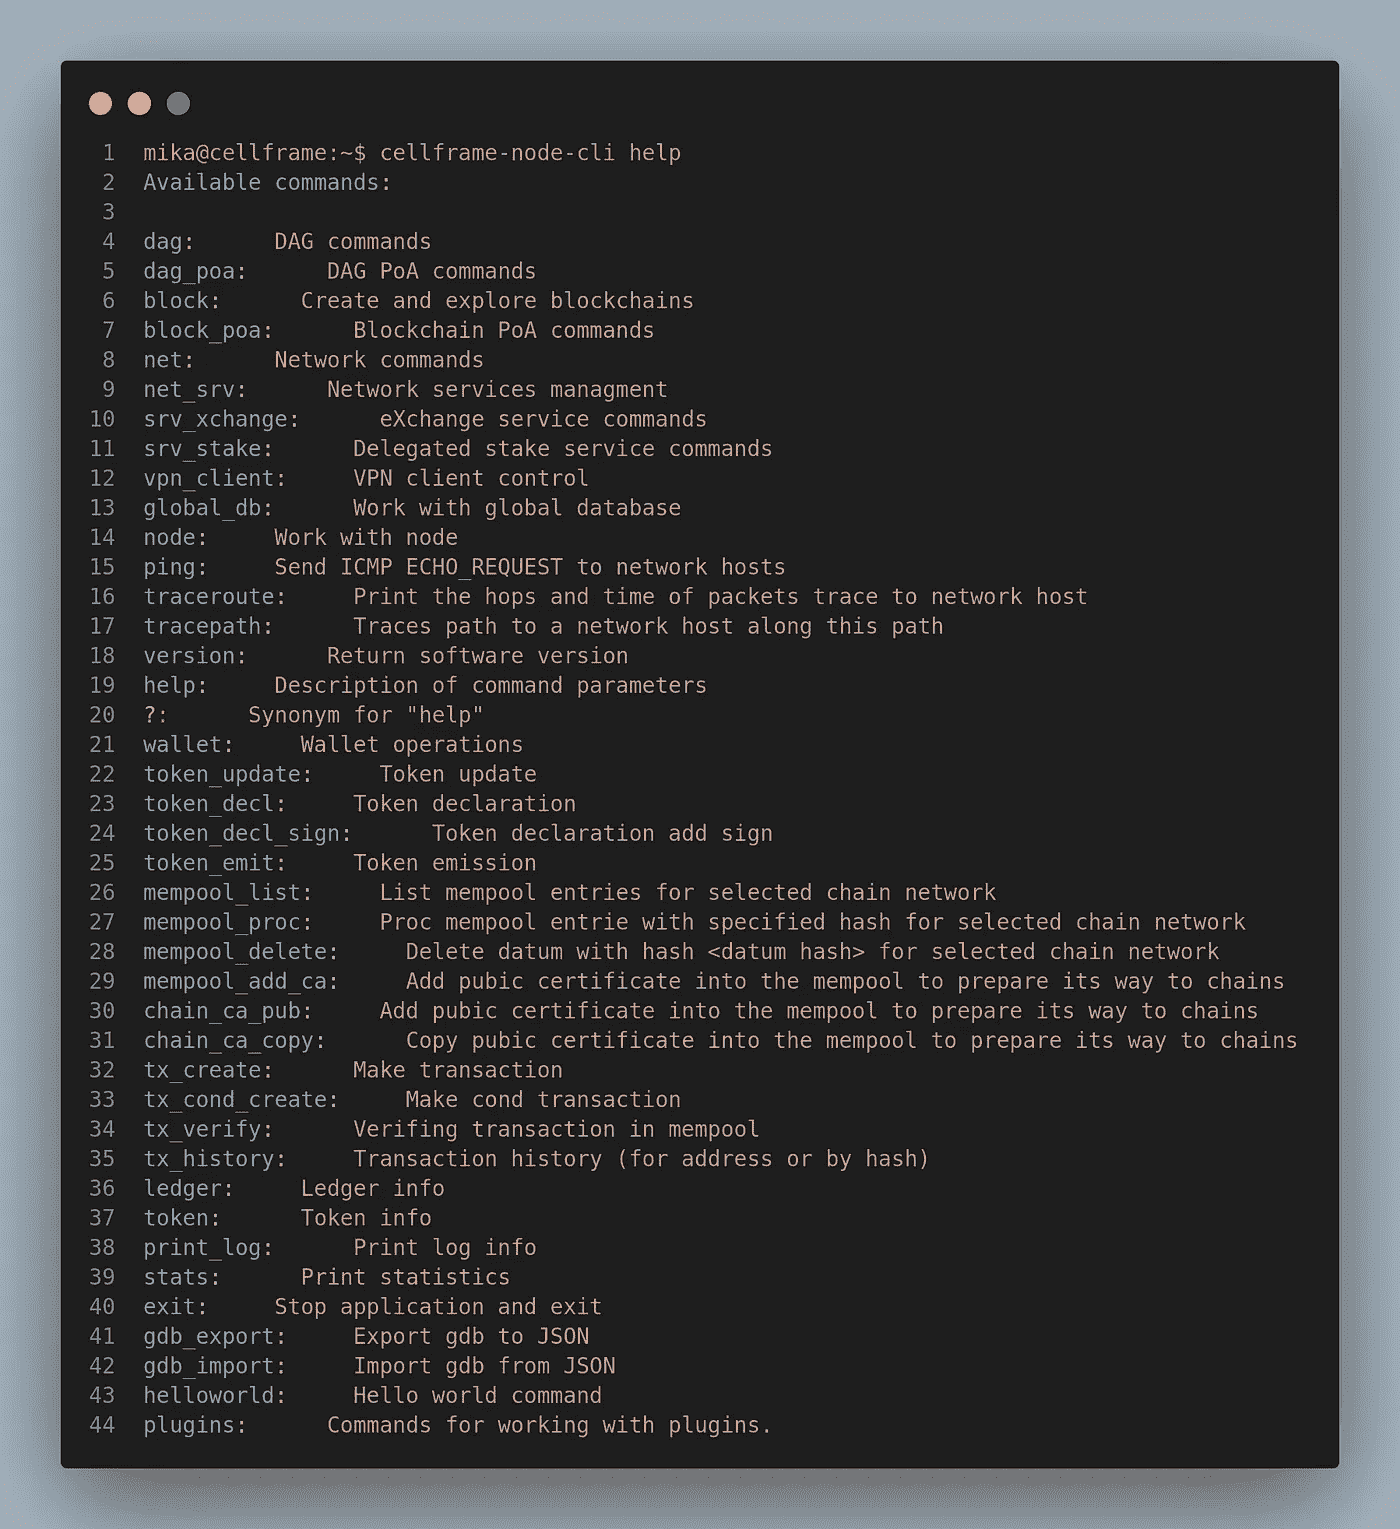 1 mika@cellframe:~$ cellframe-node-cli help
2 Available commands:
3
4 dag: DAG commands
5 dag_poa: DAG PoA commands
6 block: Create and explore blockchains
7 block_poa: Blockchain PoA commands
8 net: Network commands
9 net_srv: Network services managment
10 srv_xchange: eXchange service commands
11 srv_stake: Delegated stake service commands
12 vpn_client: VPN client control
13 global_db: Work with global database
14 node: Work with node
15 ping: Send ICMP ECHO_REQUEST to network hosts
16 traceroute: Print the hops and time of packets trace to network host
17 tracepath: Traces path to a network host along this path
18 version: Return software version
19 help: Description of command parameters
20 ?: Synonym for "help"
21 wallet: Wallet operations
22 token_update: Token update
23 token_decl: Token declaration
24 token_decl_sign: Token declaration add sign
25 token_emit: Token emission
26 mempool_list: List mempool entries for selected chain network
27 mempool_proc: Proc mempool entrie with specified hash for selected chain network
28 mempool_delete: Delete datum with hash <datum hash> for selected chain network
29 mempool_add_ca: Add pubic certificate into the mempool to prepare its way to chains
30 chain_ca_pub: Add pubic certificate into the mempool to prepare its way to chains
31 chain_ca_copy: Copy pubic certificate into the mempool to prepare its way to chains
32 tx_create: Make transaction
33 tx_cond_create: Make cond transaction
34 tx_verify: Verifing transaction in mempool
35 tx_history: Transaction history (for address or by hash)
36 ledger: Ledger info
37 token: Token info
38 print_log: Print log info
39 stats: Print statistics
40 exit: Stop application and exit
41 gdb_export: Export gdb to JSON
42 gdb_import: Import gdb from JSON
43 helloworld: Hello world command
44 plugins: Commands for working with plugins.